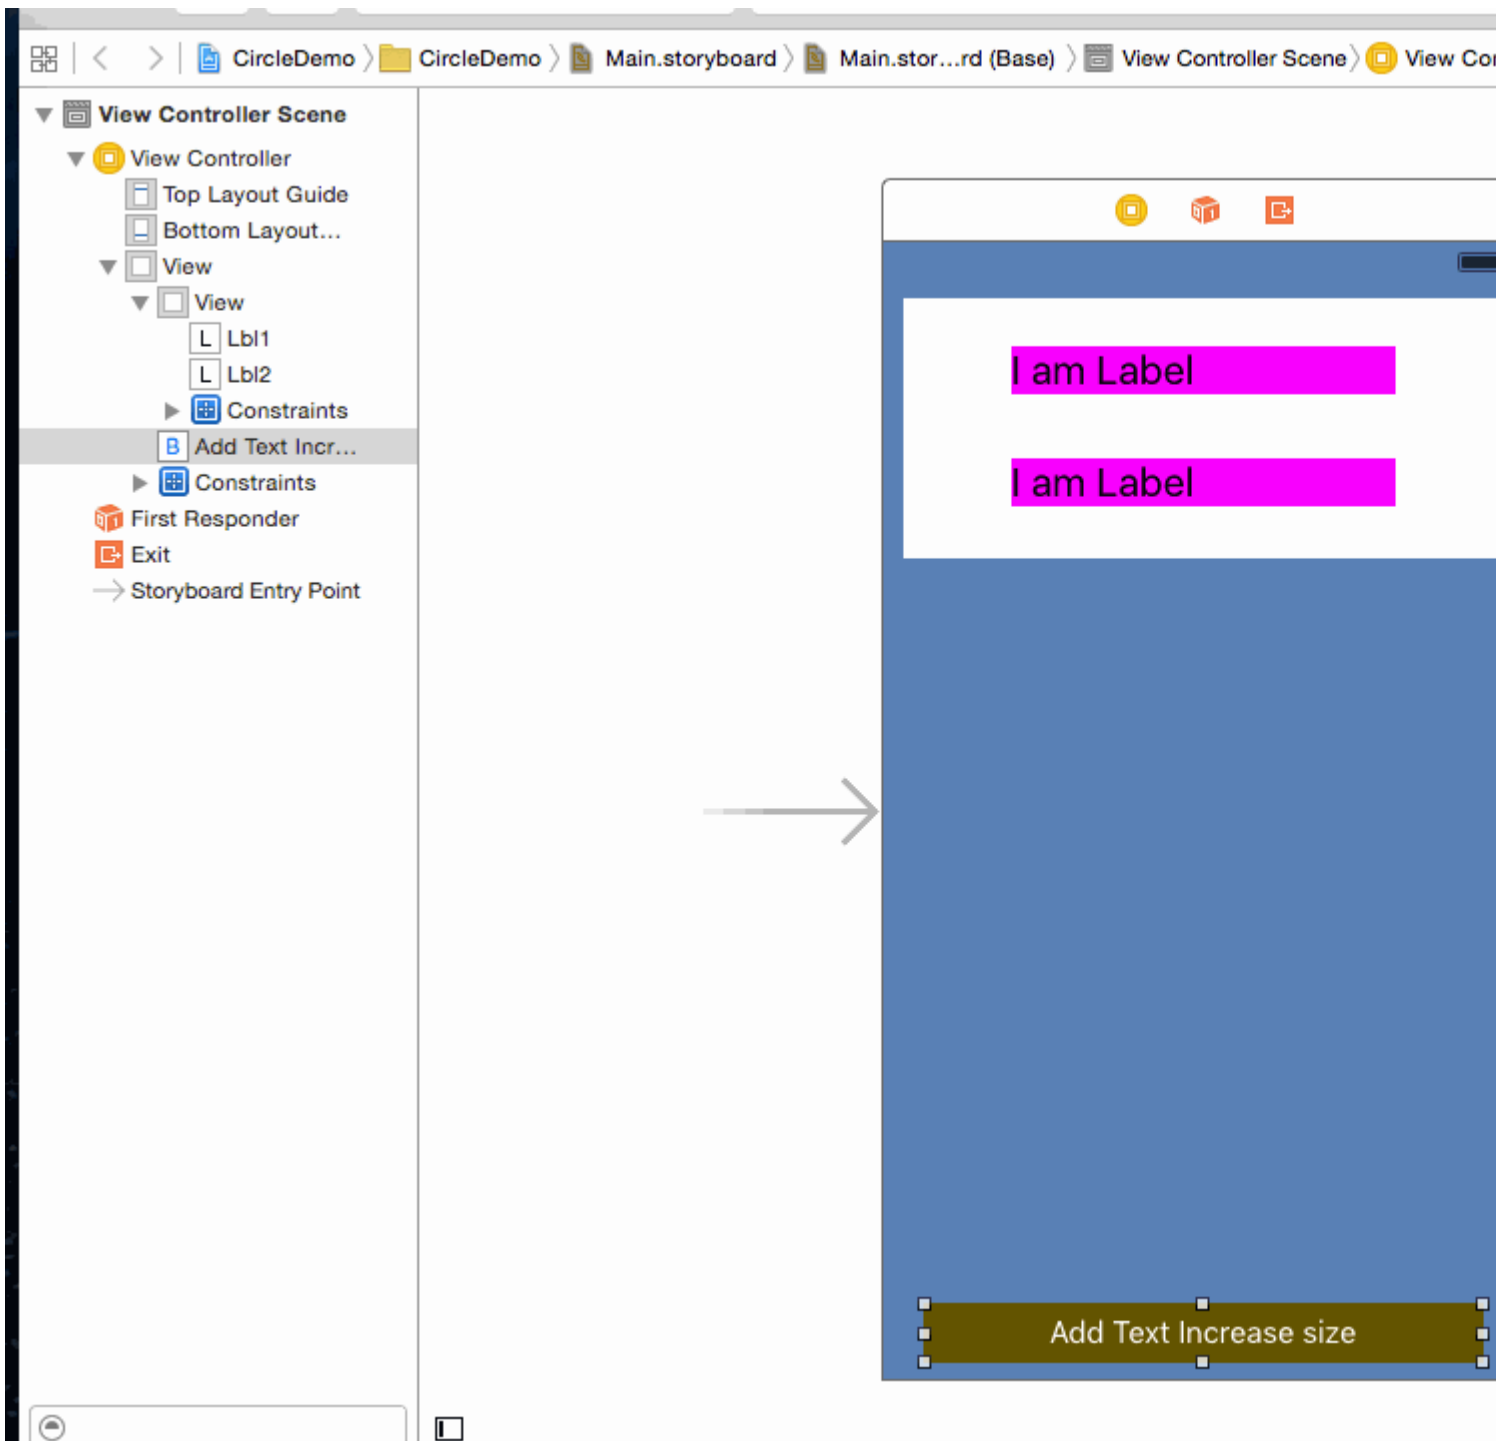 CircleDemo CircleDemo Main.storyboard Main.stor...rd (Base) View Controller Scene View Con
View Controller Scene
View Controller
Top Layout Guide
Bottom Layout...
View
View
L Lbl1
L Lbl2
Constraints
B Add Text Incr...
Constraints
First Responder
Exit
Storyboard Entry Point
I am Label
I am Label
Add Text Increase size